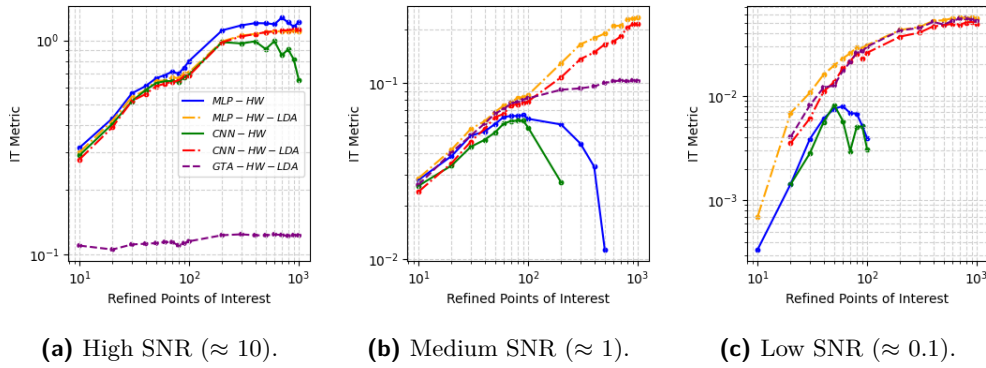 10⁰
10⁻¹
IT Metric
MLP − HW
MLP − HW − LDA
CNN − HW
CNN − HW − LDA
GTA − HW − LDA
10¹ 10² 10³
Refined Points of Interest
(a) High SNR (≈ 10).
10⁻¹
10⁻²
IT Metric
10¹ 10² 10³
Refined Points of Interest
(b) Medium SNR (≈ 1).
10⁻²
10⁻³
IT Metric
10¹ 10² 10³
Refined Points of Interest
(c) Low SNR (≈ 0.1).